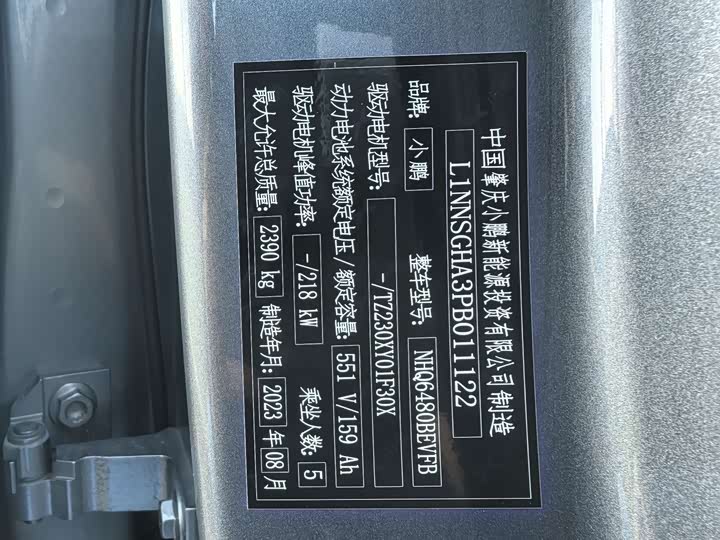 中国肇庆小鹏新能源投资有限公司 制造
L1NNSGHA3PB011122
品牌: 小鹏 整车型号: NHQ6480BEVFB
驱动电机型号: -/TZ230XY01F30X
动力电池系统额定电压/额定容量: 551 V/159 Ah
驱动电机峰值功率: -/218 kW 乘坐人数: 5
最大允许总质量: 2390 kg 制造年月: 2023 年 08 月